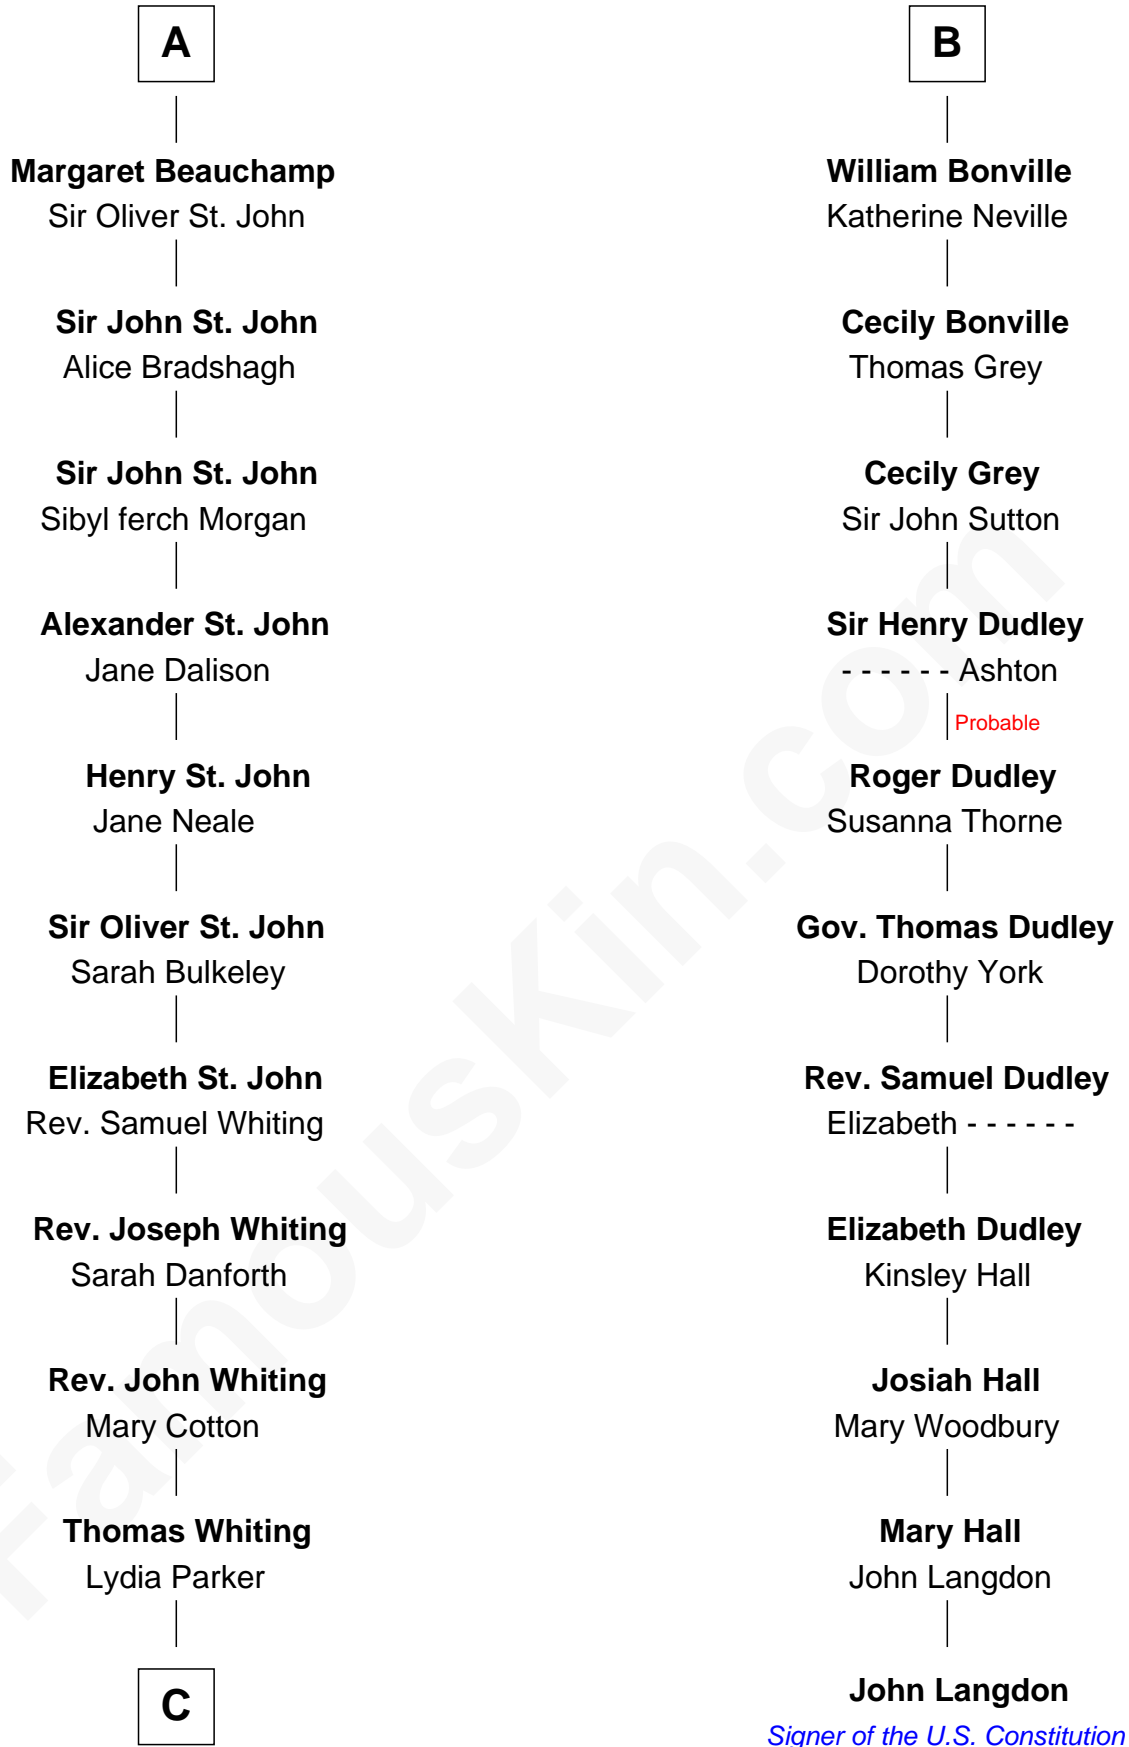 A
Margaret Beauchamp
Sir Oliver St. John
Sir John St. John
Alice Bradshagh
Sir John St. John
Sibyl ferch Morgan
Alexander St. John
Jane Dalison
Henry St. John
Jane Neale
Sir Oliver St. John
Sarah Bulkeley
Elizabeth St. John
Rev. Samuel Whiting
Rev. Joseph Whiting
Sarah Danforth
Rev. John Whiting
Mary Cotton
Thomas Whiting
Lydia Parker
C
B
William Bonville
Katherine Neville
Cecily Bonville
Thomas Grey
Cecily Grey
Sir John Sutton
Sir Henry Dudley
- - - - - - Ashton
Probable
Roger Dudley
Susanna Thorne
Gov. Thomas Dudley
Dorothy York
Rev. Samuel Dudley
Elizabeth - - - - - -
Elizabeth Dudley
Kinsley Hall
Josiah Hall
Mary Woodbury
Mary Hall
John Langdon
John Langdon
Signer of the U.S. Constitution
FamousKin.com